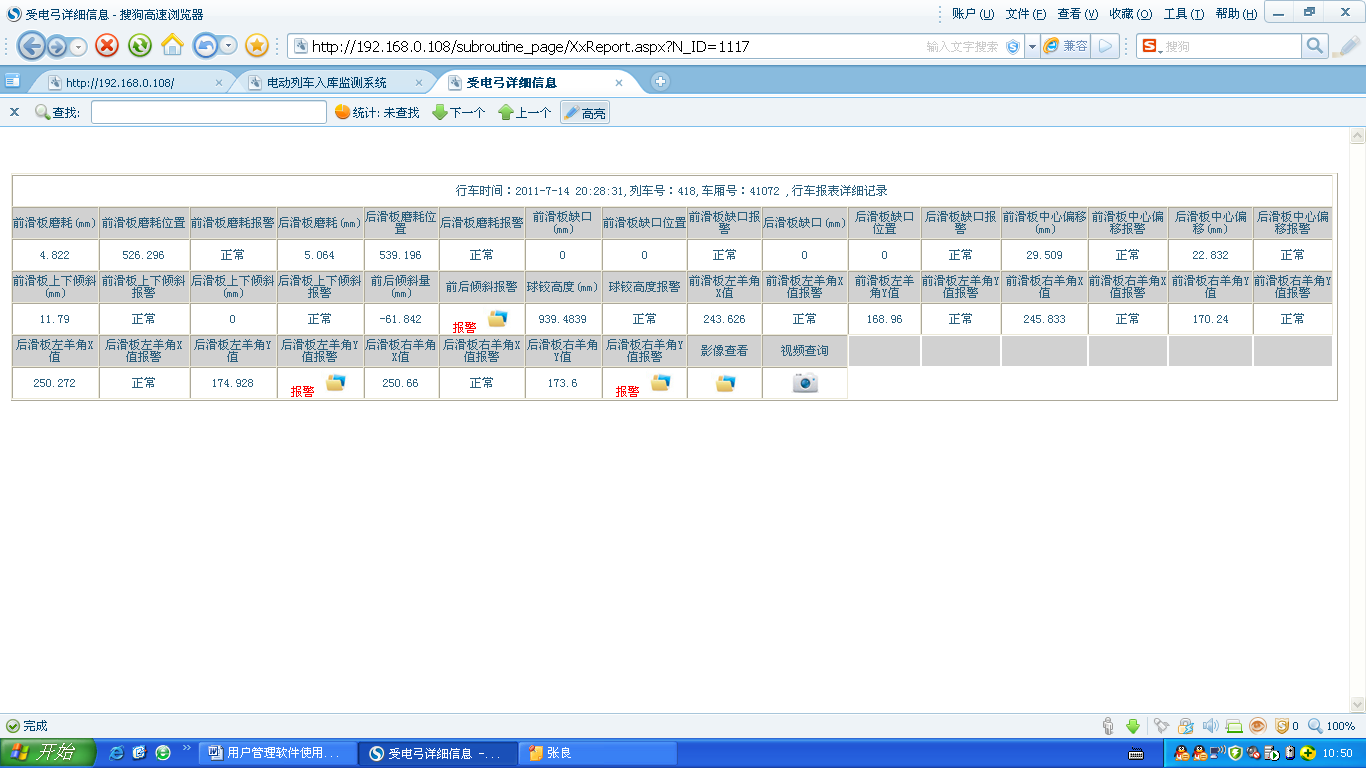 受电弓详细信息 - 搜狗高速浏览器
账户(U) 文件(F) 查看(V) 收藏(O) 工具(T) 帮助(H)
http://192.168.0.108/subroutine_page/XxReport.aspx?N_ID=1117 输入文字搜索 兼容 搜狗
http://192.168.0.108/ 电动列车入库监测系统 受电弓详细信息
查找: 统计: 未查找 下一个 上一个 高亮
行车时间：2011-7-14 20:28:31,列车号：418,车厢号：41072 ,行车报表详细记录
前滑板磨耗(mm) 前滑板磨耗位置 前滑板磨耗报警 后滑板磨耗(mm) 后滑板磨耗位置 后滑板磨耗报警 前滑板缺口(mm) 前滑板缺口位置 前滑板缺口报警 后滑板缺口(mm) 后滑板缺口位置 后滑板缺口报警 前滑板中心偏移(mm) 前滑板中心偏移报警 后滑板中心偏移(mm) 后滑板中心偏移报警
4.822 526.296 正常 5.064 539.196 正常 0 0 正常 0 0 正常 29.509 正常 22.832 正常
前滑板上下倾斜(mm) 前滑板上下倾斜报警 后滑板上下倾斜(mm) 后滑板上下倾斜报警 前后倾斜量(mm) 前后倾斜报警 球铰高度(mm) 球铰高度报警 前滑板左羊角X值 前滑板左羊角X值报警 前滑板左羊角Y值 前滑板左羊角Y值报警 前滑板右羊角X值 前滑板右羊角X值报警 前滑板右羊角Y值 前滑板右羊角Y值报警
11.79 正常 0 正常 -61.842 报警 939.4839 正常 243.626 正常 168.96 正常 245.833 正常 170.24 正常
后滑板左羊角X值 后滑板左羊角X值报警 后滑板左羊角Y值 后滑板左羊角Y值报警 后滑板右羊角X值 后滑板右羊角X值报警 后滑板右羊角Y值 后滑板右羊角Y值报警 影像查看 视频查询
250.272 正常 174.928 报警 250.66 正常 173.6 报警
完成 0 100%
开始 用户管理软件使用... 受电弓详细信息 -... 张良 10:50